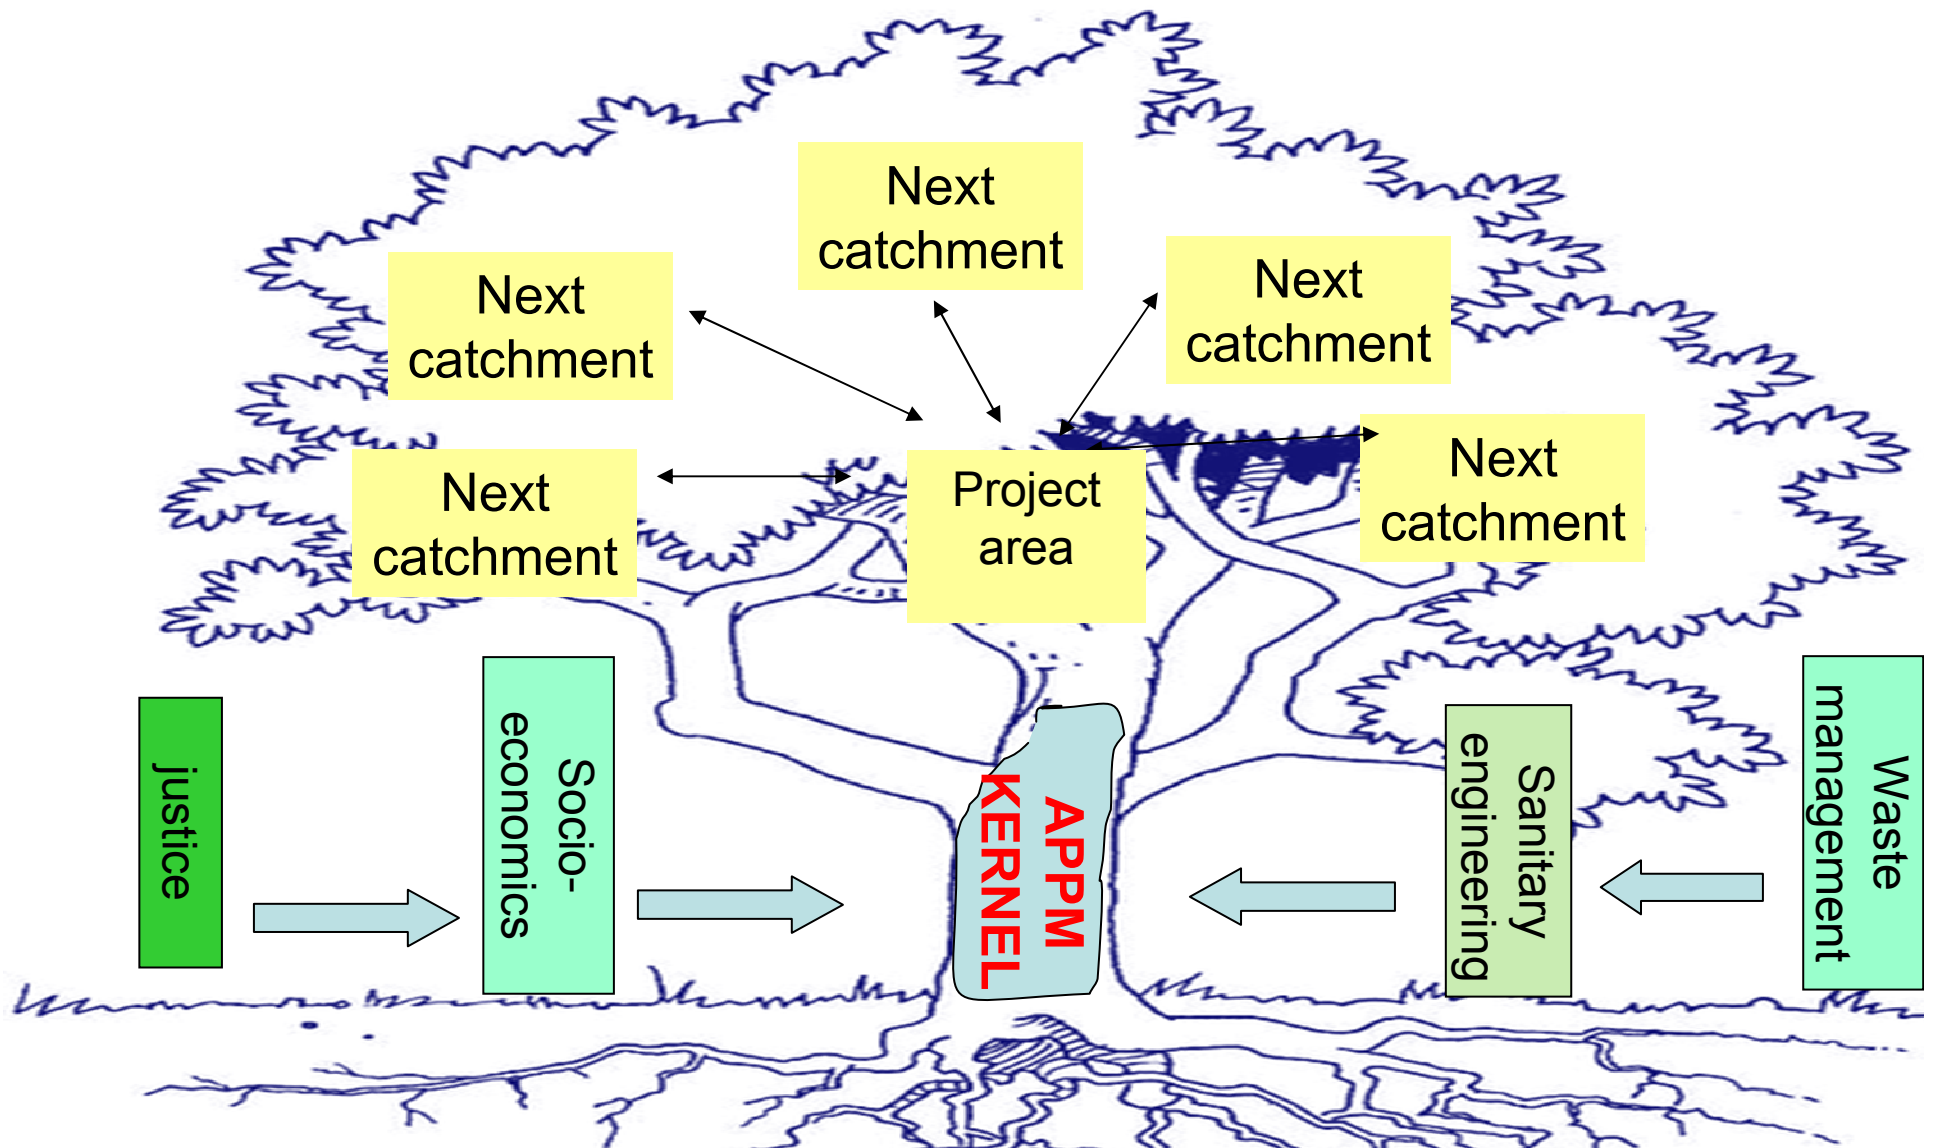 Next
catchment
Next
catchment
Next
catchment
Next
catchment
Next
catchment
Project
area
justice
Socio-
economics
APPM
KERNEL
Sanitary
engineering
Waste
management